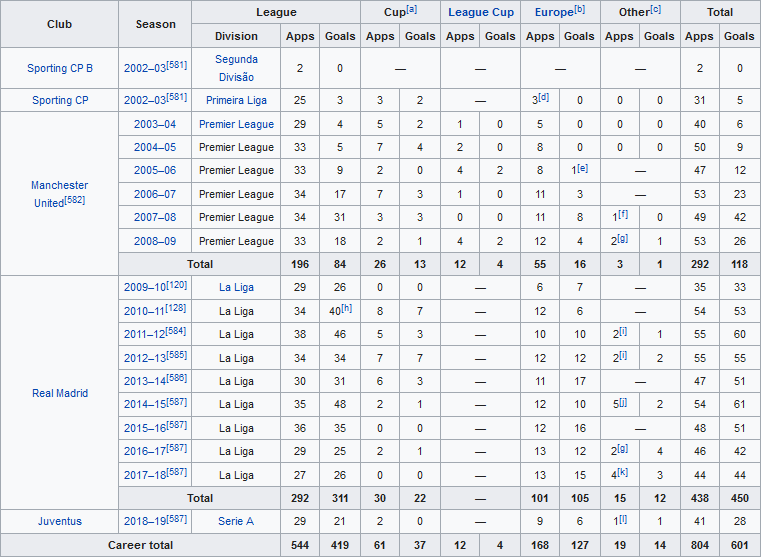 Club Season League Cup[a] League Cup Europe[b] Other[c] Total
Division Apps Goals Apps Goals Apps Goals Apps Goals Apps Goals Apps Goals
Sporting CP B 2002–03[581] Segunda Divisão 2 0 — — — — 2 0
Sporting CP 2002–03[581] Primeira Liga 25 3 3 2 — 3[d] 0 0 0 31 5
Manchester United[582] 2003–04 Premier League 29 4 5 2 1 0 5 0 0 0 40 6
2004–05 Premier League 33 5 7 4 2 0 8 0 0 0 50 9
2005–06 Premier League 33 9 2 0 4 2 8 1[e] — 47 12
2006–07 Premier League 34 17 7 3 1 0 11 3 — 53 23
2007–08 Premier League 34 31 3 3 0 0 11 8 1[f] 0 49 42
2008–09 Premier League 33 18 2 1 4 2 12 4 2[g] 1 53 26
Total 196 84 26 13 12 4 55 16 3 1 292 118
Real Madrid 2009–10[120] La Liga 29 26 0 0 — 6 7 — 35 33
2010–11[128] La Liga 34 40[h] 8 7 — 12 6 — 54 53
2011–12[584] La Liga 38 46 5 3 — 10 10 2[i] 1 55 60
2012–13[585] La Liga 34 34 7 7 — 12 12 2[i] 2 55 55
2013–14[586] La Liga 30 31 6 3 — 11 17 — 47 51
2014–15[587] La Liga 35 48 2 1 — 12 10 5[j] 2 54 61
2015–16[587] La Liga 36 35 0 0 — 12 16 — 48 51
2016–17[587] La Liga 29 25 2 1 — 13 12 2[g] 4 46 42
2017–18[587] La Liga 27 26 0 0 — 13 15 4[k] 3 44 44
Total 292 311 30 22 — 101 105 15 12 438 450
Juventus 2018–19[587] Serie A 29 21 2 0 — 9 6 1[l] 1 41 28
Career total 544 419 61 37 12 4 168 127 19 14 804 601